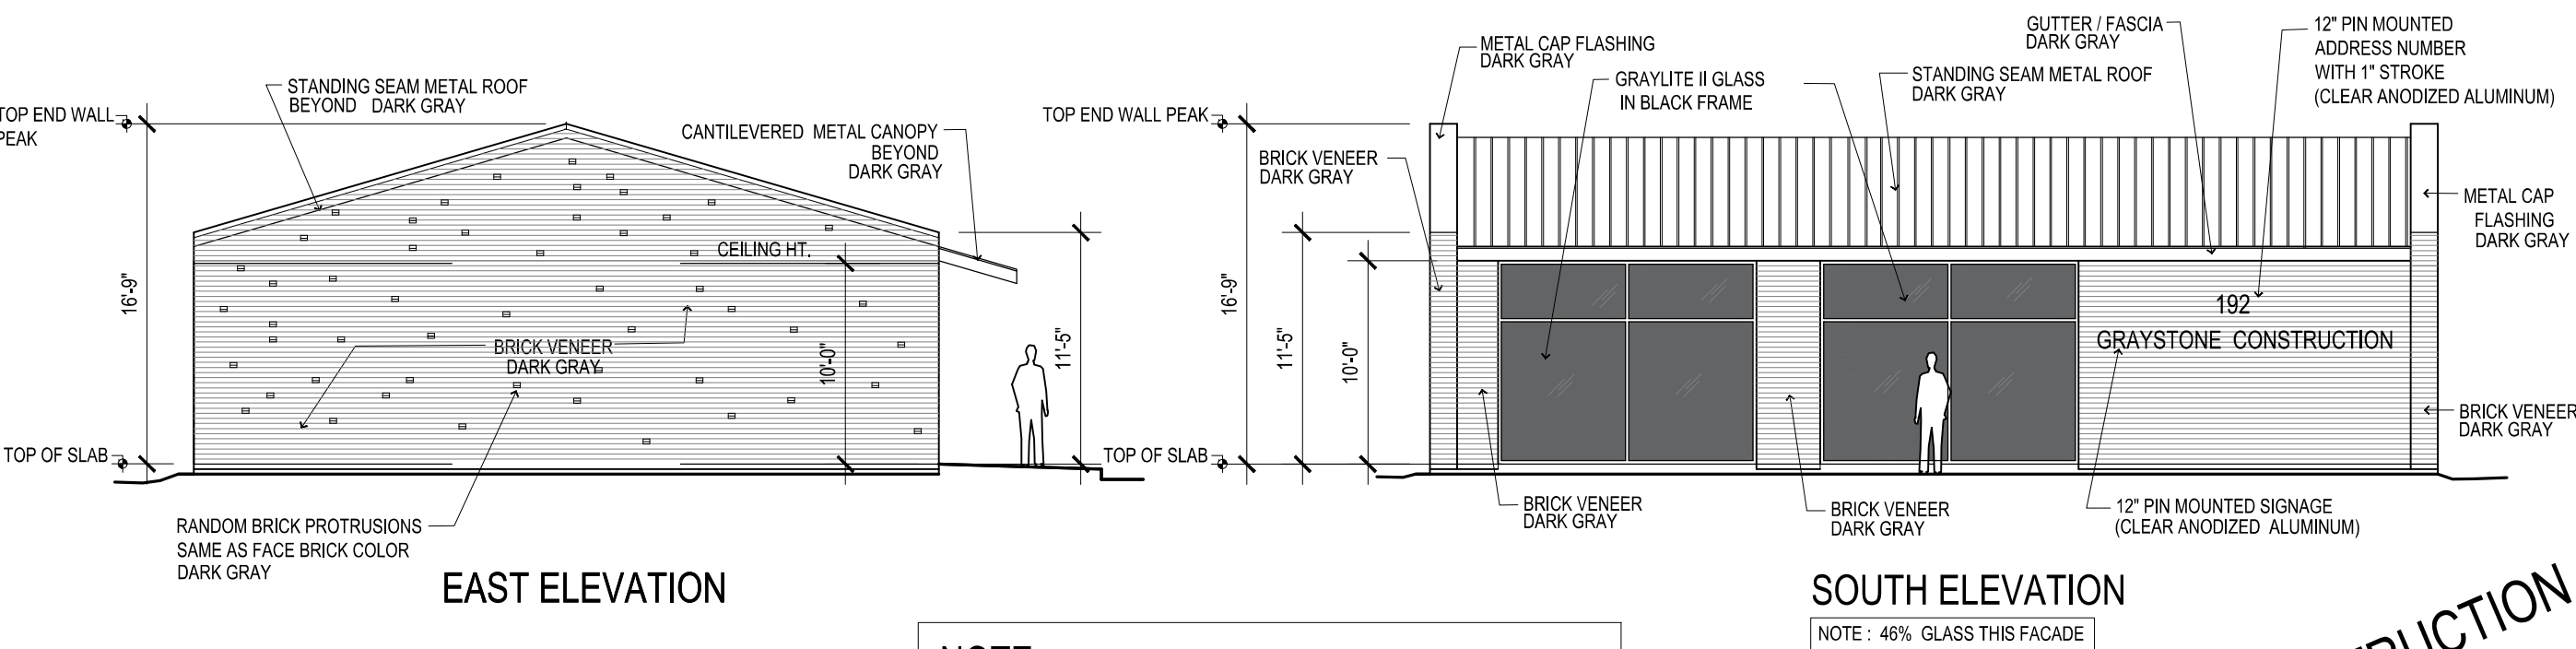 STANDING SEAM METAL ROOF
BEYOND DARK GRAY
TOP END WALL
PEAK
CANTILEVERED METAL CANOPY
BEYOND
DARK GRAY
CEILING HT.
16'-9"
BRICK VENEER
DARK GRAY
10'-0"
11'-5"
TOP OF SLAB
RANDOM BRICK PROTRUSIONS
SAME AS FACE BRICK COLOR
DARK GRAY
EAST ELEVATION
METAL CAP FLASHING
DARK GRAY
GRAYLITE II GLASS
IN BLACK FRAME
STANDING SEAM METAL ROOF
DARK GRAY
GUTTER / FASCIA
DARK GRAY
12" PIN MOUNTED
ADDRESS NUMBER
WITH 1" STROKE
(CLEAR ANODIZED ALUMINUM)
TOP END WALL PEAK
BRICK VENEER
DARK GRAY
METAL CAP
FLASHING
DARK GRAY
16'-9"
11'-5"
10'-0"
192
GRAYSTONE CONSTRUCTION
BRICK VENEER
DARK GRAY
TOP OF SLAB
BRICK VENEER
DARK GRAY
BRICK VENEER
DARK GRAY
12" PIN MOUNTED SIGNAGE
(CLEAR ANODIZED ALUMINUM)
SOUTH ELEVATION
NOTE : 46% GLASS THIS FACADE